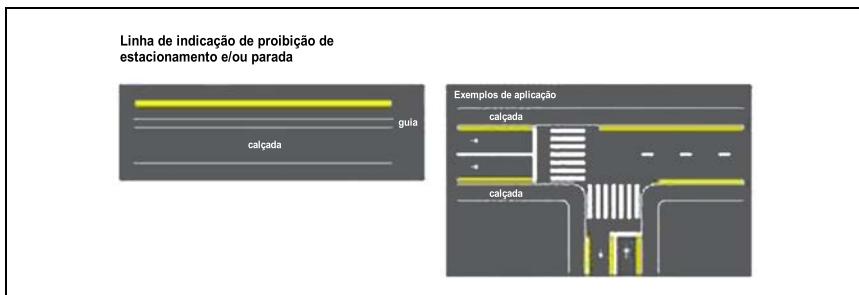 Linha de indicação de proibição de
estacionamento e/ou parada
guia
calçada
Exemplos de aplicação
calçada
calçada